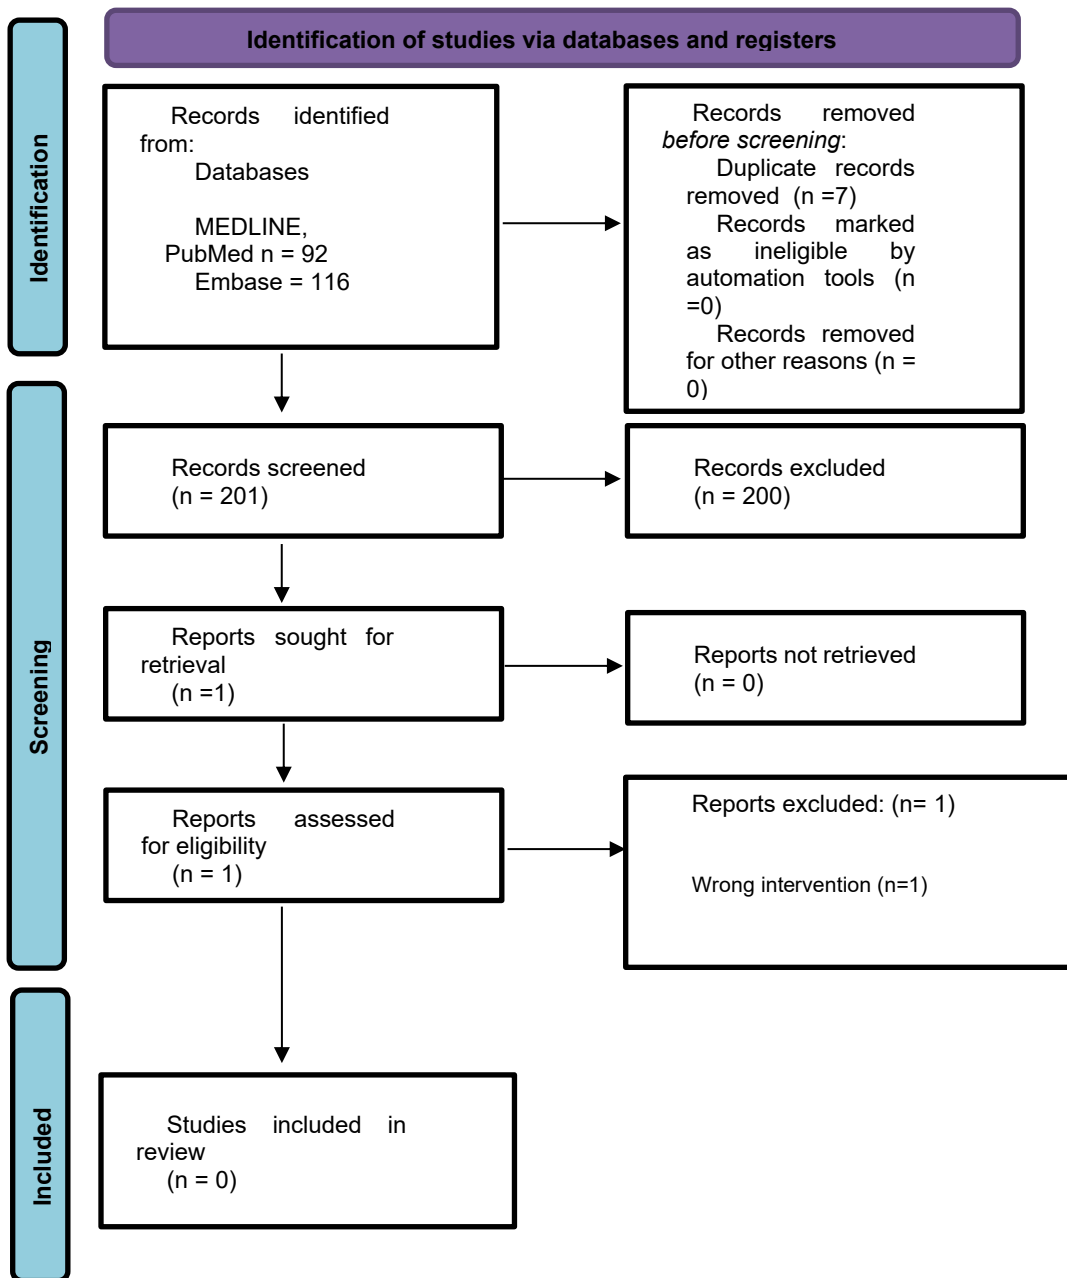 Identification of studies via databases and registers
Identification
Records identified
from:
Databases
MEDLINE,
PubMed n = 92
Embase = 116
Records removed
before screening:
Duplicate records
removed (n =7)
Records marked
as ineligible by
automation tools (n
=0)
Records removed
for other reasons (n =
0)
Screening
Records screened
(n = 201)
Records excluded
(n = 200)
Reports sought for
retrieval
(n =1)
Reports not retrieved
(n = 0)
Reports assessed
for eligibility
(n = 1)
Reports excluded: (n= 1)
Wrong intervention (n=1)
Included
Studies included in
review
(n = 0)